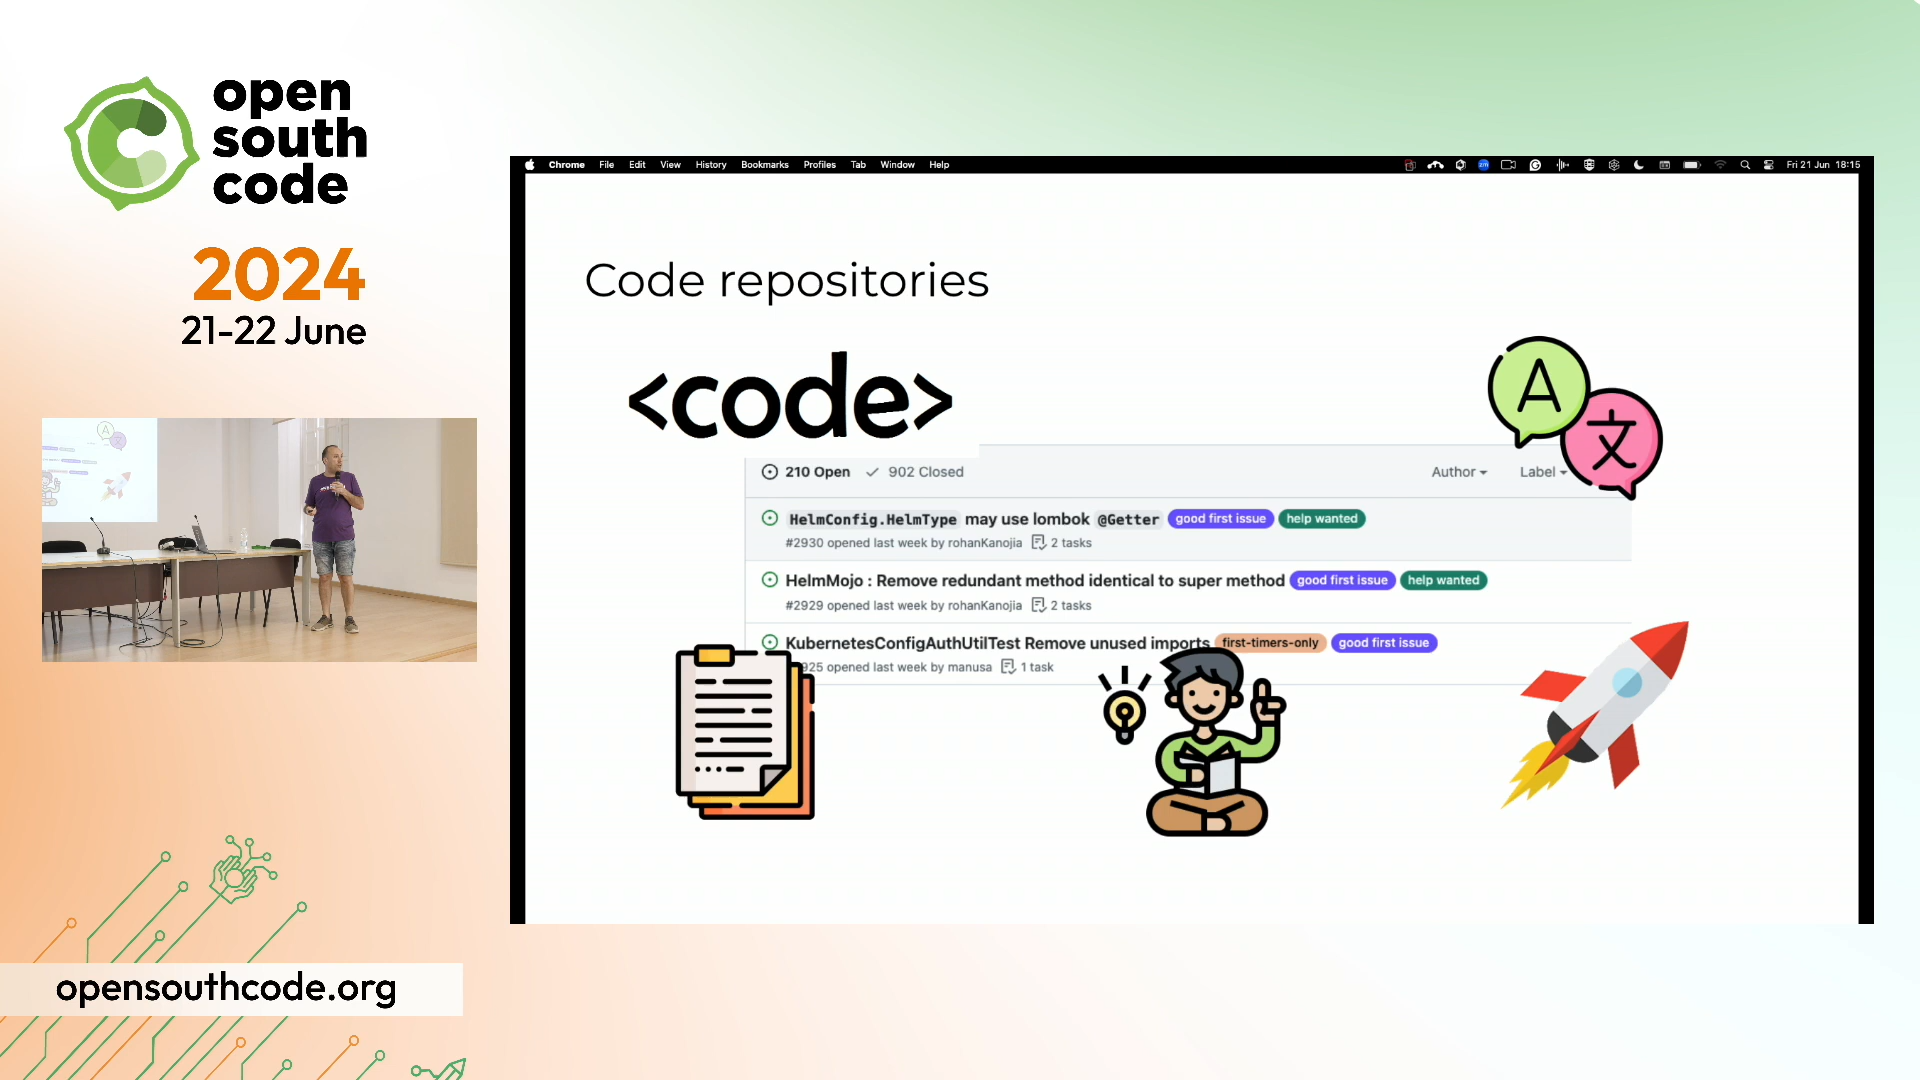 open
south
code
2024
21-22 June
opensouthcode.org
Chrome File Edit View History Bookmarks Profiles Tab Window Help
Fri 21 Jun 18:15
Code repositories
<code>
A
文
210 Open 902 Closed
Author Label
HelmConfig.HelmType may use lombok @Getter good first issue help wanted
#2930 opened last week by rohanKanojia 2 tasks
HelmMojo : Remove redundant method identical to super method good first issue help wanted
#2929 opened last week by rohanKanojia 2 tasks
KubernetesConfigAuthUtilTest Remove unused imports first-timers-only good first issue
925 opened last week by manusa 1 task